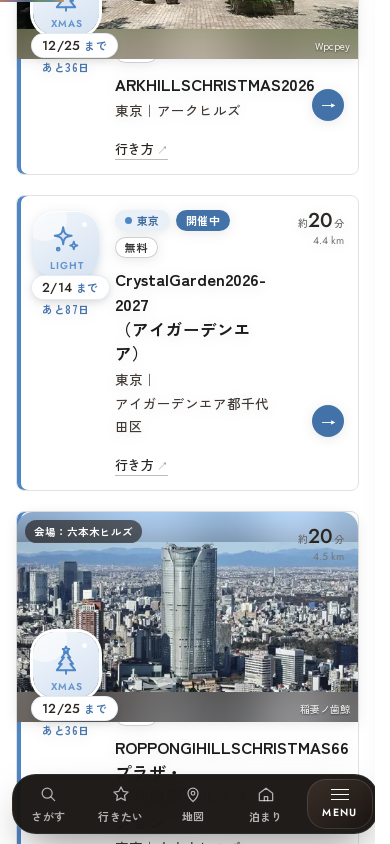 XMAS
12/25 まで
あと36日
Wpcpey
ARKHILLSCHRISTMAS2026
東京｜アークヒルズ
→
行き方 ↗
LIGHT
2/14 まで
あと87日
東京 開催中
無料
約20分
4.4 km
CrystalGarden2026-
2027
（アイガーデンエ
ア）
東京｜
アイガーデンエア都千代
田区
→
行き方 ↗
会場：六本木ヒルズ
約20分
4.5 km
XMAS
12/25 まで
あと36日
稲妻ノ歯鯨
ROPPONGIHILLSCHRISTMAS66
プラザ・
さがす 行きたい 地図 泊まり MENU